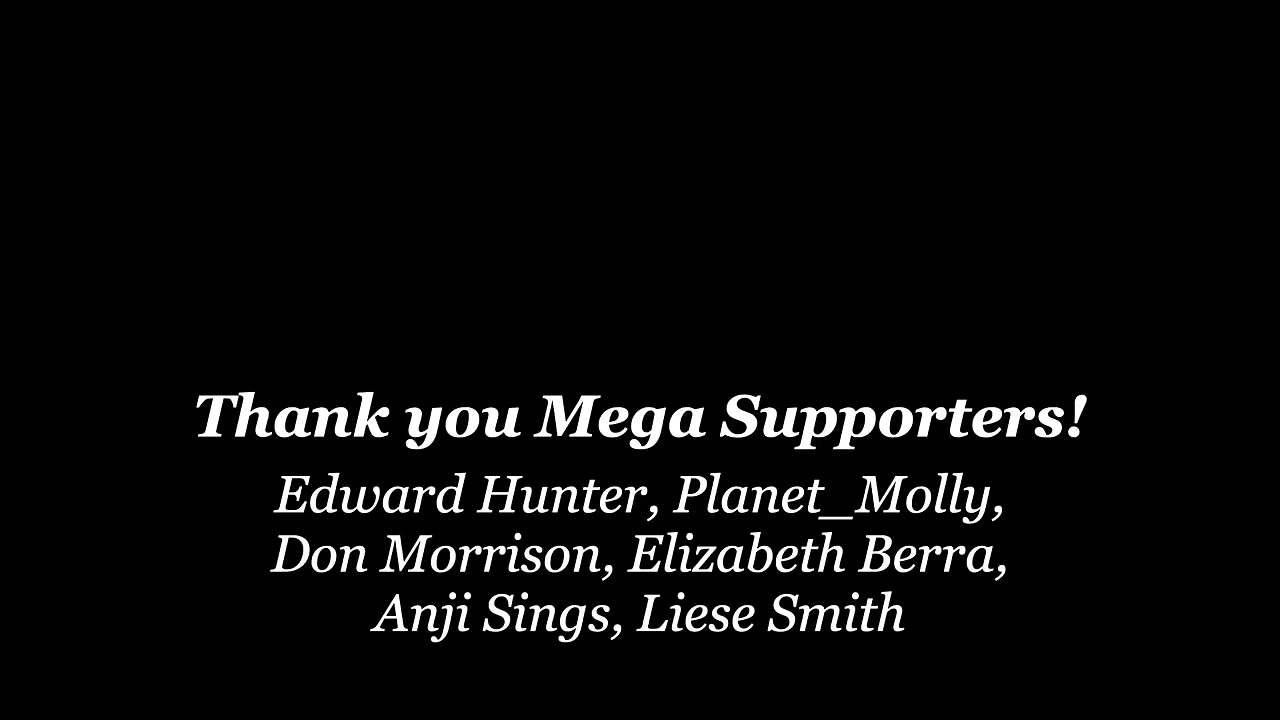 Thank you Mega Supporters!
Edward Hunter, Planet_Molly,
Don Morrison, Elizabeth Berra,
Anji Sings, Liese Smith